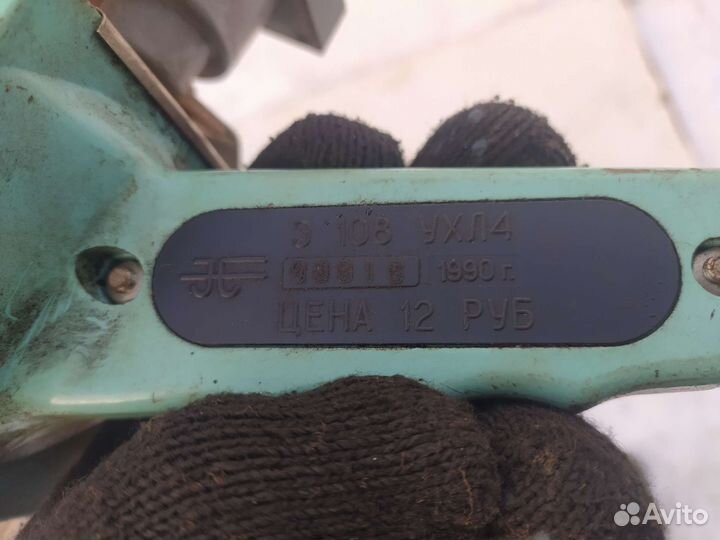 Э 108 УХЛ4
1990 г.
ЦЕНА 12 РУБ
Avito